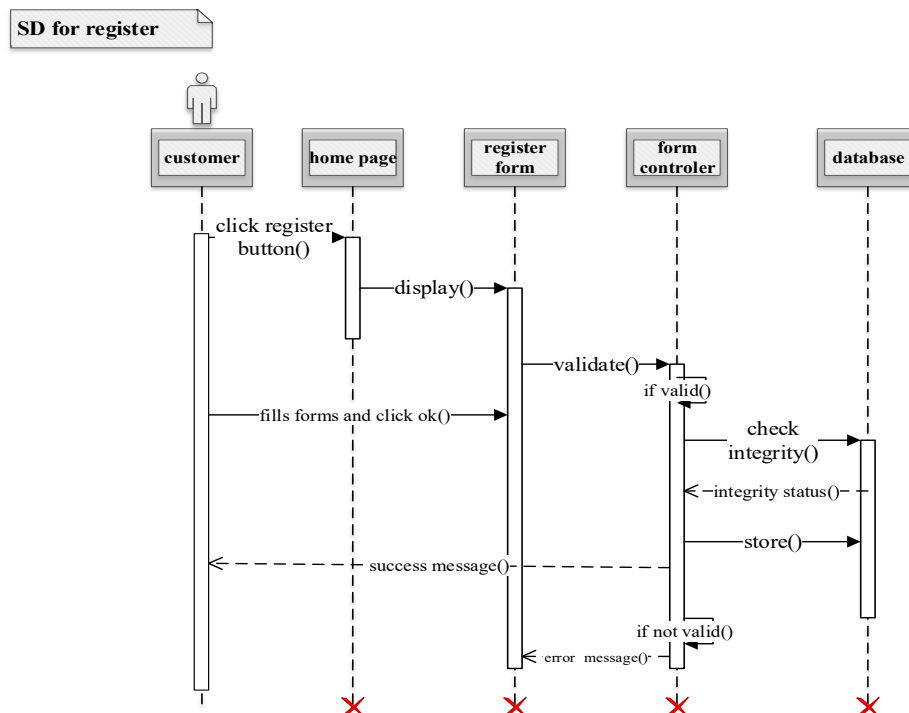 SD for register
customer
home page
register
form
form
controler
database
click register
button()
display()
validate()
if valid()
fills forms and click ok()
check
integrity()
integrity status()
store()
success message()
if not valid()
error message()